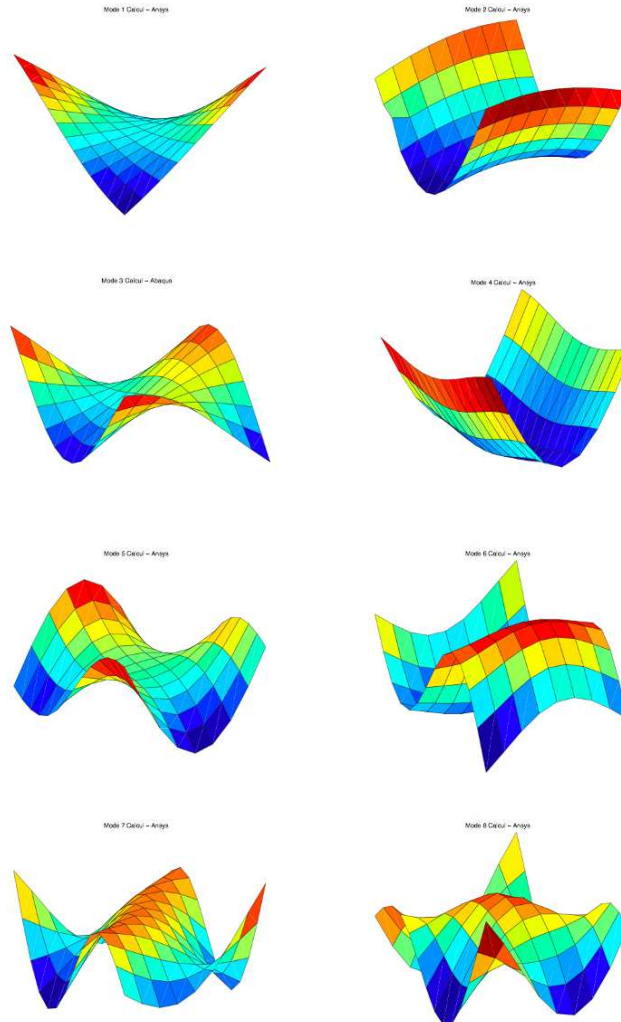 Mode 1 Calcul – Ansys
Mode 2 Calcul – Ansys
Mode 3 Calcul – Abaqus
Mode 4 Calcul – Ansys
Mode 5 Calcul – Ansys
Mode 6 Calcul – Ansys
Mode 7 Calcul – Ansys
Mode 8 Calcul – Ansys